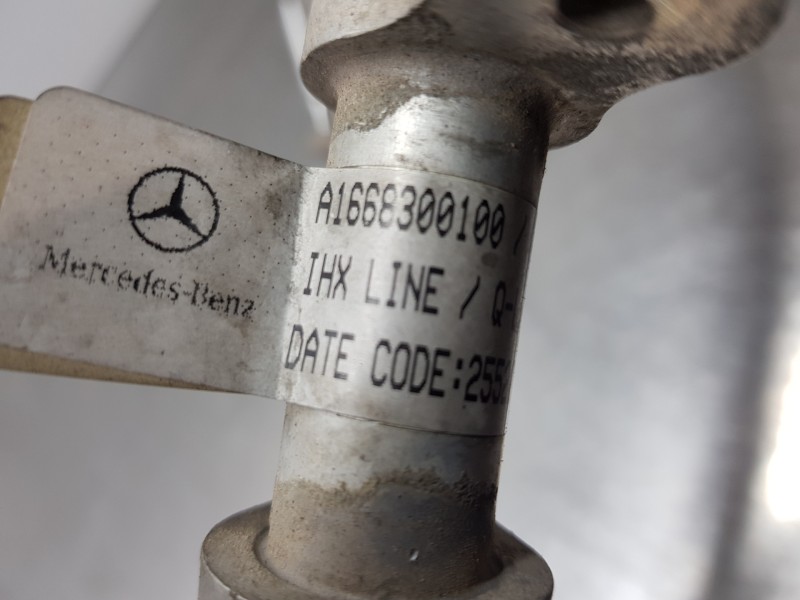 Mercedes-Benz
A1668300100 /
IHX LINE / Q-
DATE CODE:255